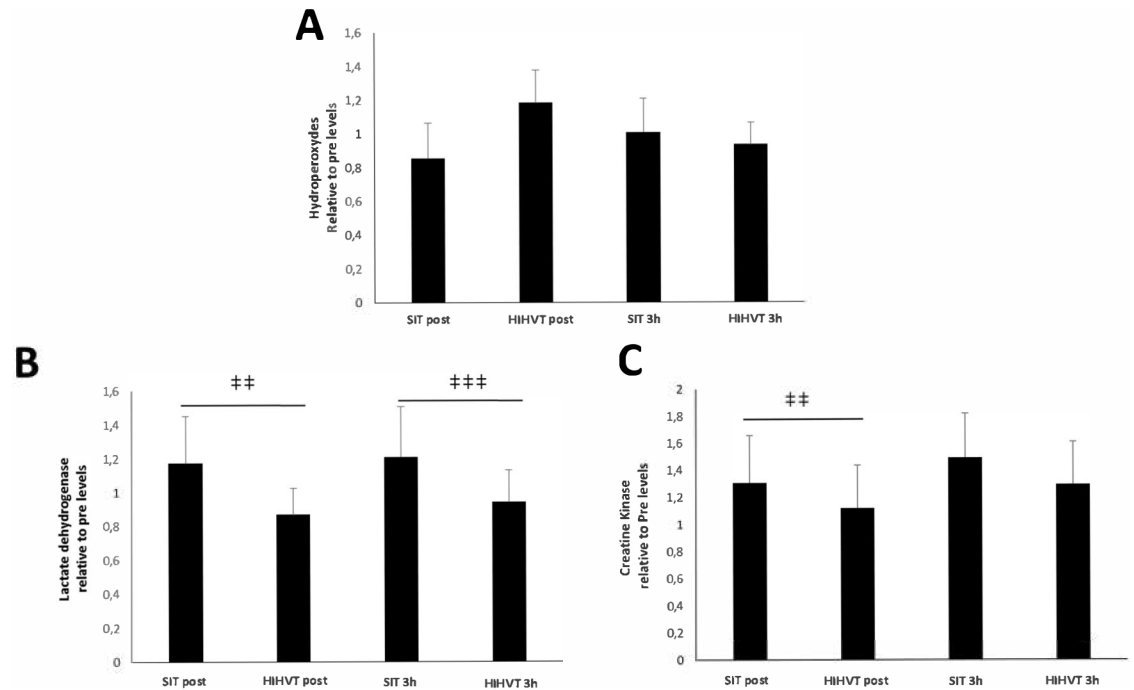 A
Hydroperoxydes
Relative to pre levels
1,6
1,4
1,2
1
0,8
0,6
0,4
0,2
0
SIT post
HIHVT post
SIT 3h
HIHVT 3h
B
Lactate dehydrogenase
relative to pre levels
1,6
1,4
1,2
1
0,8
0,6
0,4
0,2
0
‡‡
‡‡‡
SIT post
HIHVT post
SIT 3h
HIHVT 3h
C
Creatine Kinase
relative to Pre levels
2
1,8
1,6
1,4
1,2
1
0,8
0,6
0,4
0,2
0
‡‡
SIT post
HIHVT post
SIT 3h
HIHVT 3h